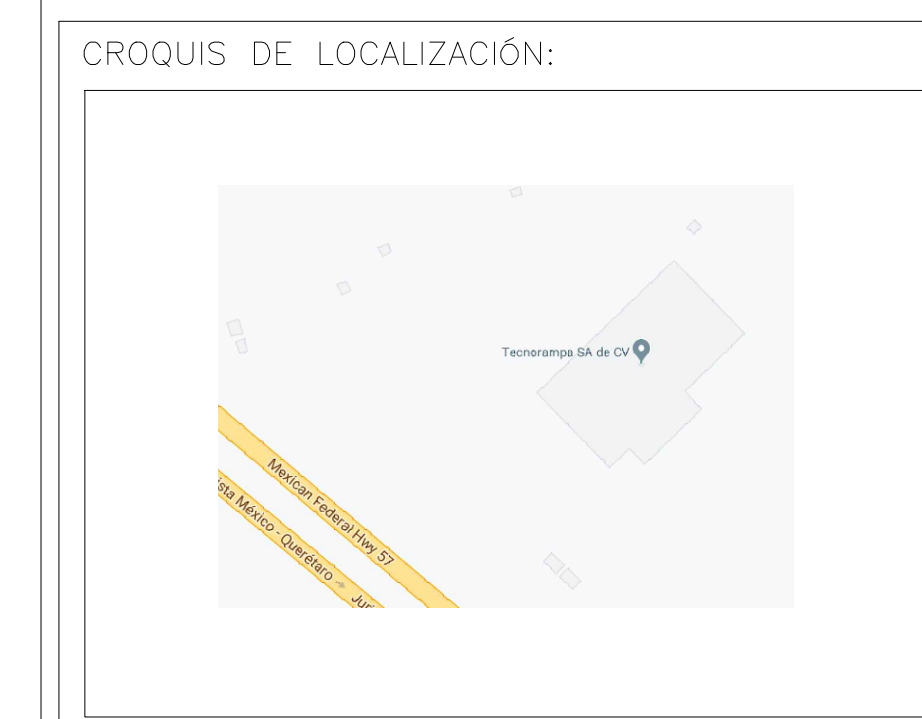 CROQUIS DE LOCALIZACIÓN:
Tecnorampa SA de CV
Mexican Federal Hwy 57
ista México - Querétaro